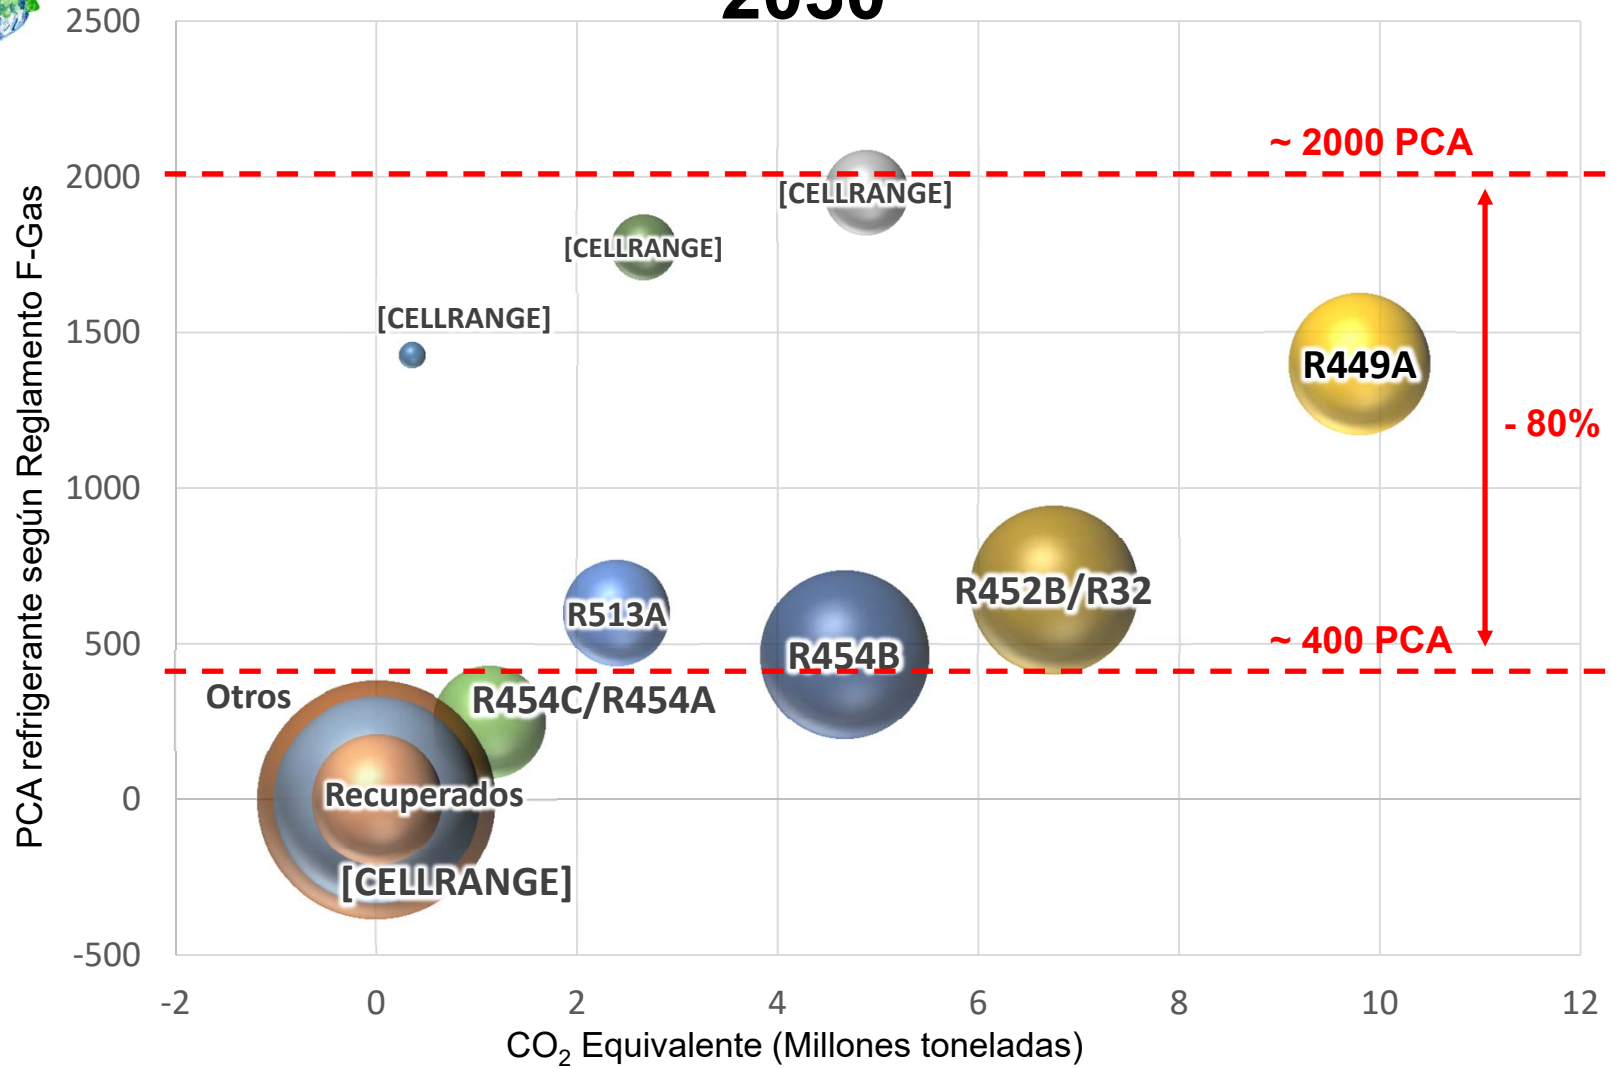 2030
2500
2000
1500
1000
500
0
-500
PCA refrigerante según Reglamento F-Gas
~ 2000 PCA
[CELLRANGE]
[CELLRANGE]
[CELLRANGE]
R449A
- 80%
R452B/R32
R513A
R454B
~ 400 PCA
Otros
R454C/R454A
Recuperados
[CELLRANGE]
-2
0
2
4
6
8
10
12
CO₂ Equivalente (Millones toneladas)